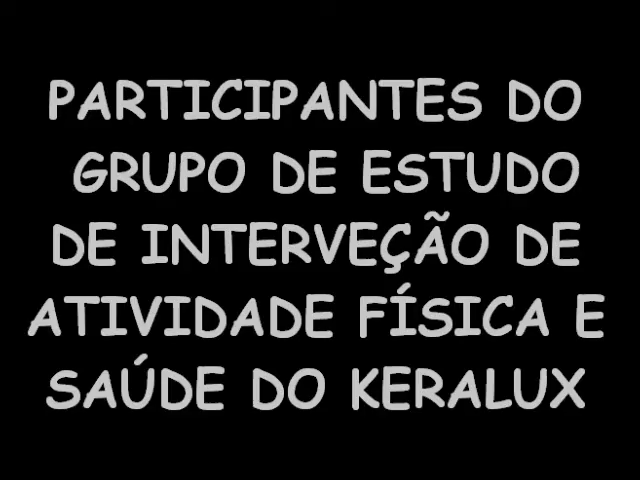 PARTICIPANTES DO
GRUPO DE ESTUDO
DE INTERVEÇÃO DE
ATIVIDADE FÍSICA E
SAÚDE DO KERALUX